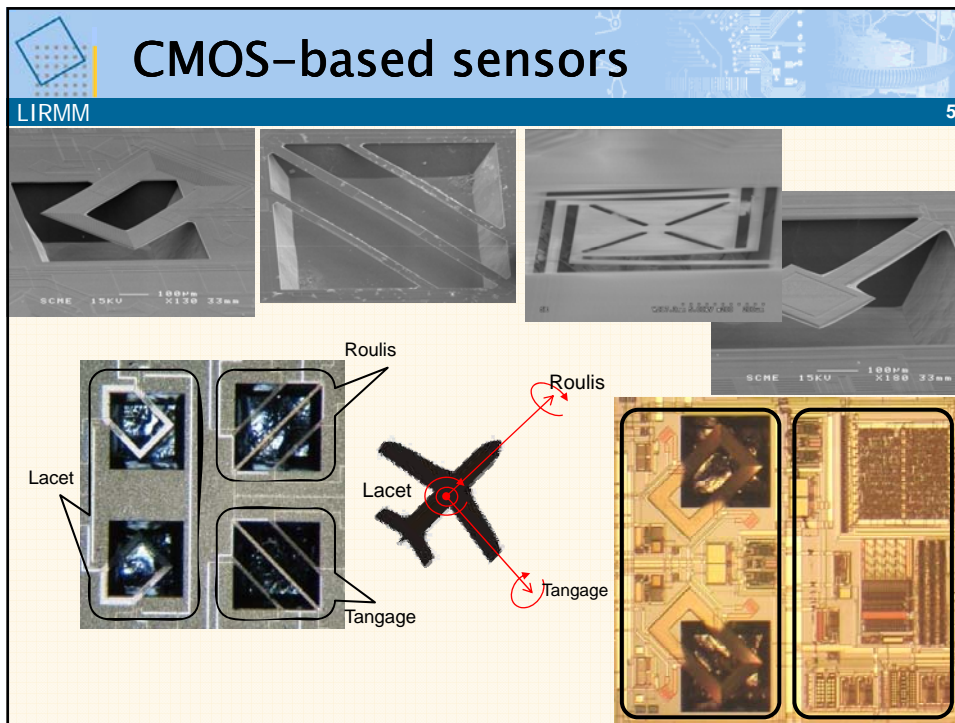 CMOS-based sensors
LIRMM
5
100µm
SCME 15KV X130 33mm
100µm
SCME 15KV X180 33mm
Roulis
Roulis
Lacet
Lacet
Tangage
Tangage